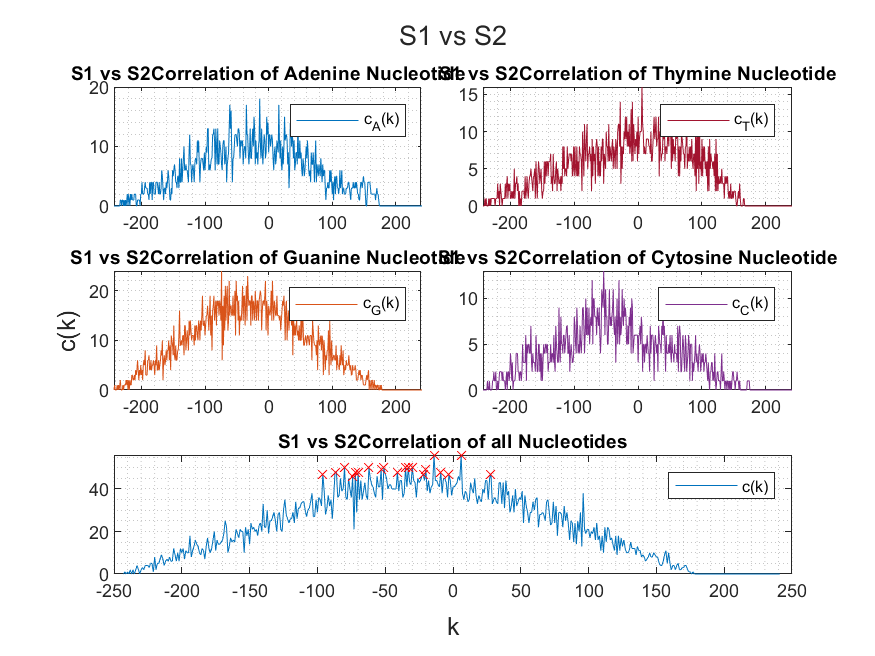 S1 vs S2
S1 vs S2Correlation of Adenine Nucleotide
S1 vs S2Correlation of Thymine Nucleotide
20
10
0
c_A(k)
-200 -100 0 100 200
15
10
5
0
c_T(k)
-200 -100 0 100 200
S1 vs S2Correlation of Guanine Nucleotide
S1 vs S2Correlation of Cytosine Nucleotide
c(k)
20
10
0
c_G(k)
-200 -100 0 100 200
10
5
0
c_C(k)
-200 -100 0 100 200
S1 vs S2Correlation of all Nucleotides
40
20
0
c(k)
-250 -200 -150 -100 -50 0 50 100 150 200 250
k